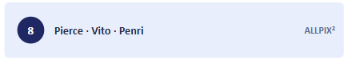 8 Pierce · Vito · Penri ALLPIX²